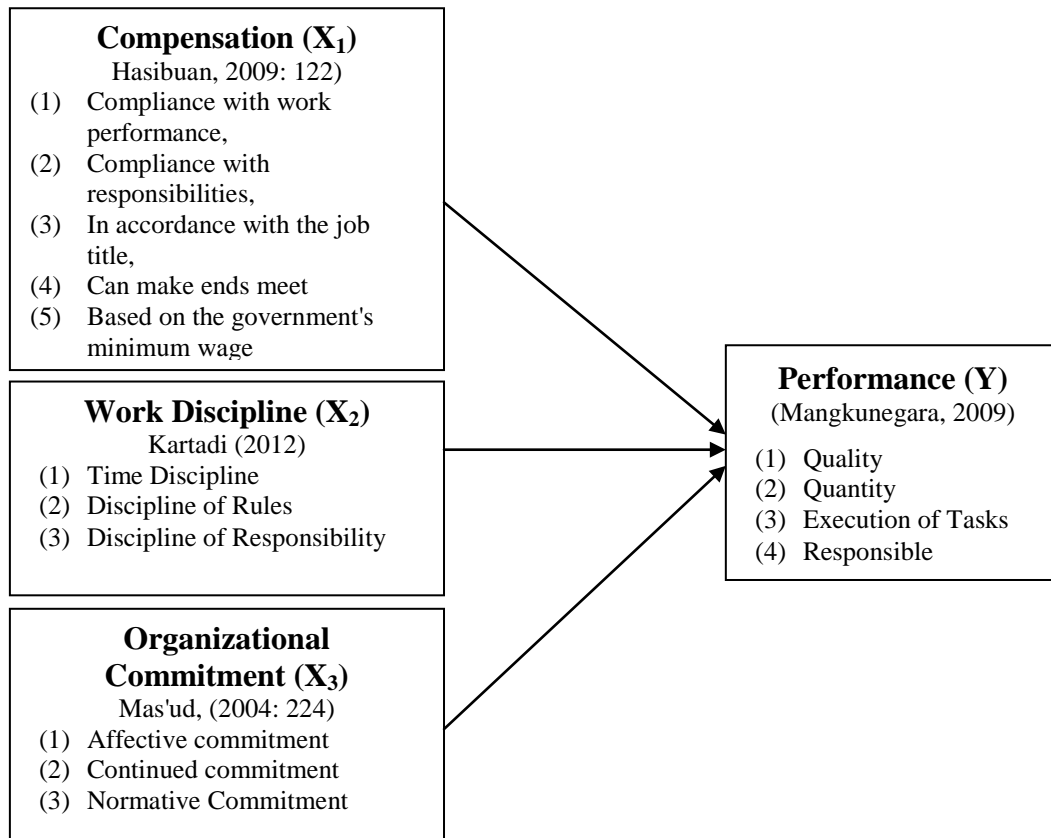 Compensation (X₁)
Hasibuan, 2009: 122)
(1) Compliance with work
performance,
(2) Compliance with
responsibilities,
(3) In accordance with the job
title,
(4) Can make ends meet
(5) Based on the government's
minimum wage
Work Discipline (X₂)
Kartadi (2012)
(1) Time Discipline
(2) Discipline of Rules
(3) Discipline of Responsibility
Organizational
Commitment (X₃)
Mas'ud, (2004: 224)
(1) Affective commitment
(2) Continued commitment
(3) Normative Commitment
Performance (Y)
(Mangkunegara, 2009)
(1) Quality
(2) Quantity
(3) Execution of Tasks
(4) Responsible